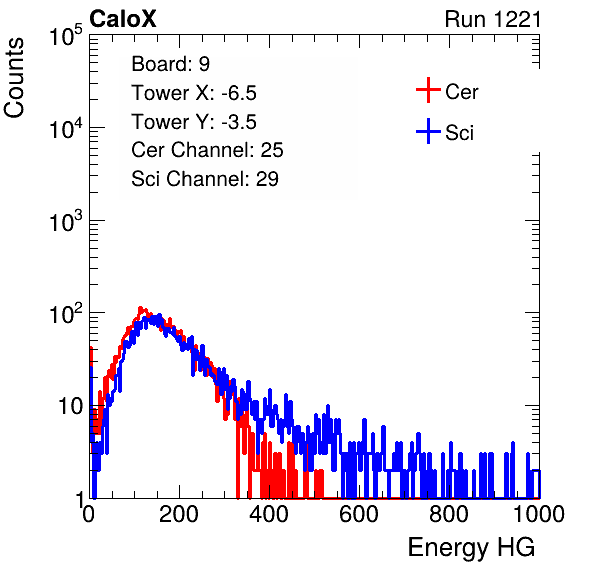 CaloX Run 1221
Counts
Board: 9
Tower X: -6.5
Tower Y: -3.5
Cer Channel: 25
Sci Channel: 29
Cer
Sci
10^5
10^4
10^3
10^2
10
1
0 200 400 600 800 1000
Energy HG